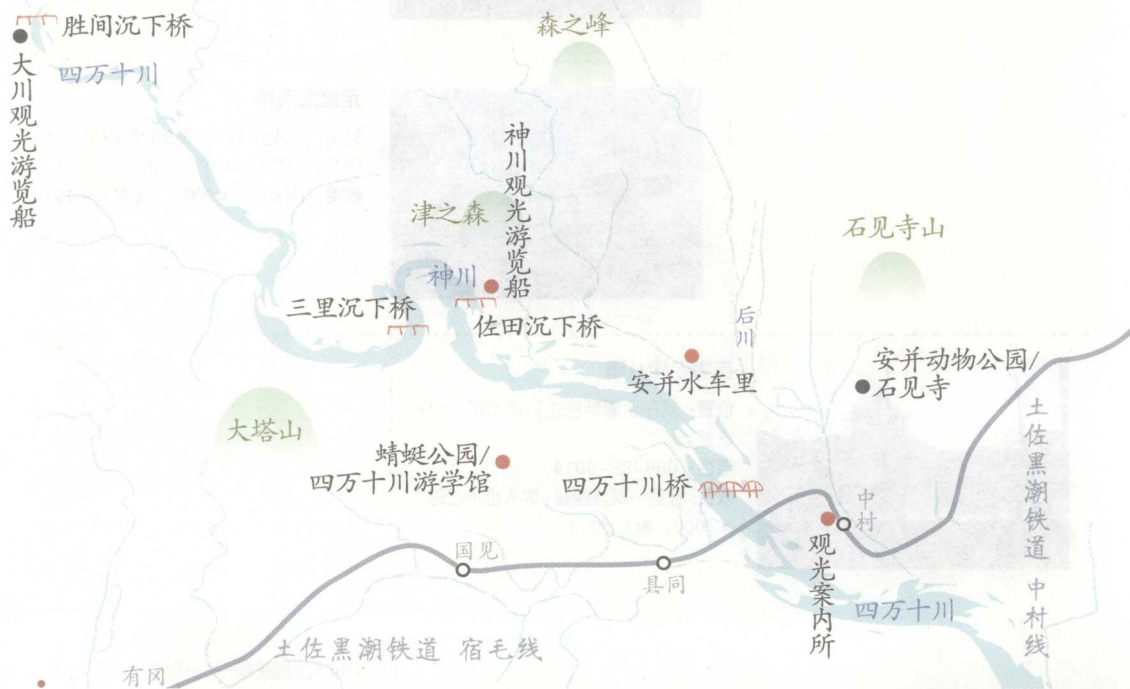 胜间沉下桥
四万十川
大川观光游览船
森之峰
神川观光游览船
津之森
石见寺山
神川
三里沉下桥
佐田沉下桥
后川
安并水车里
安并动物公园/
石见寺
大塔山
蜻蜓公园/
四万十川游学馆
四万十川桥
中村
土佐黑潮铁道 中村线
观光案内所
国见
具同
四万十川
土佐黑潮铁道 宿毛线
有冈